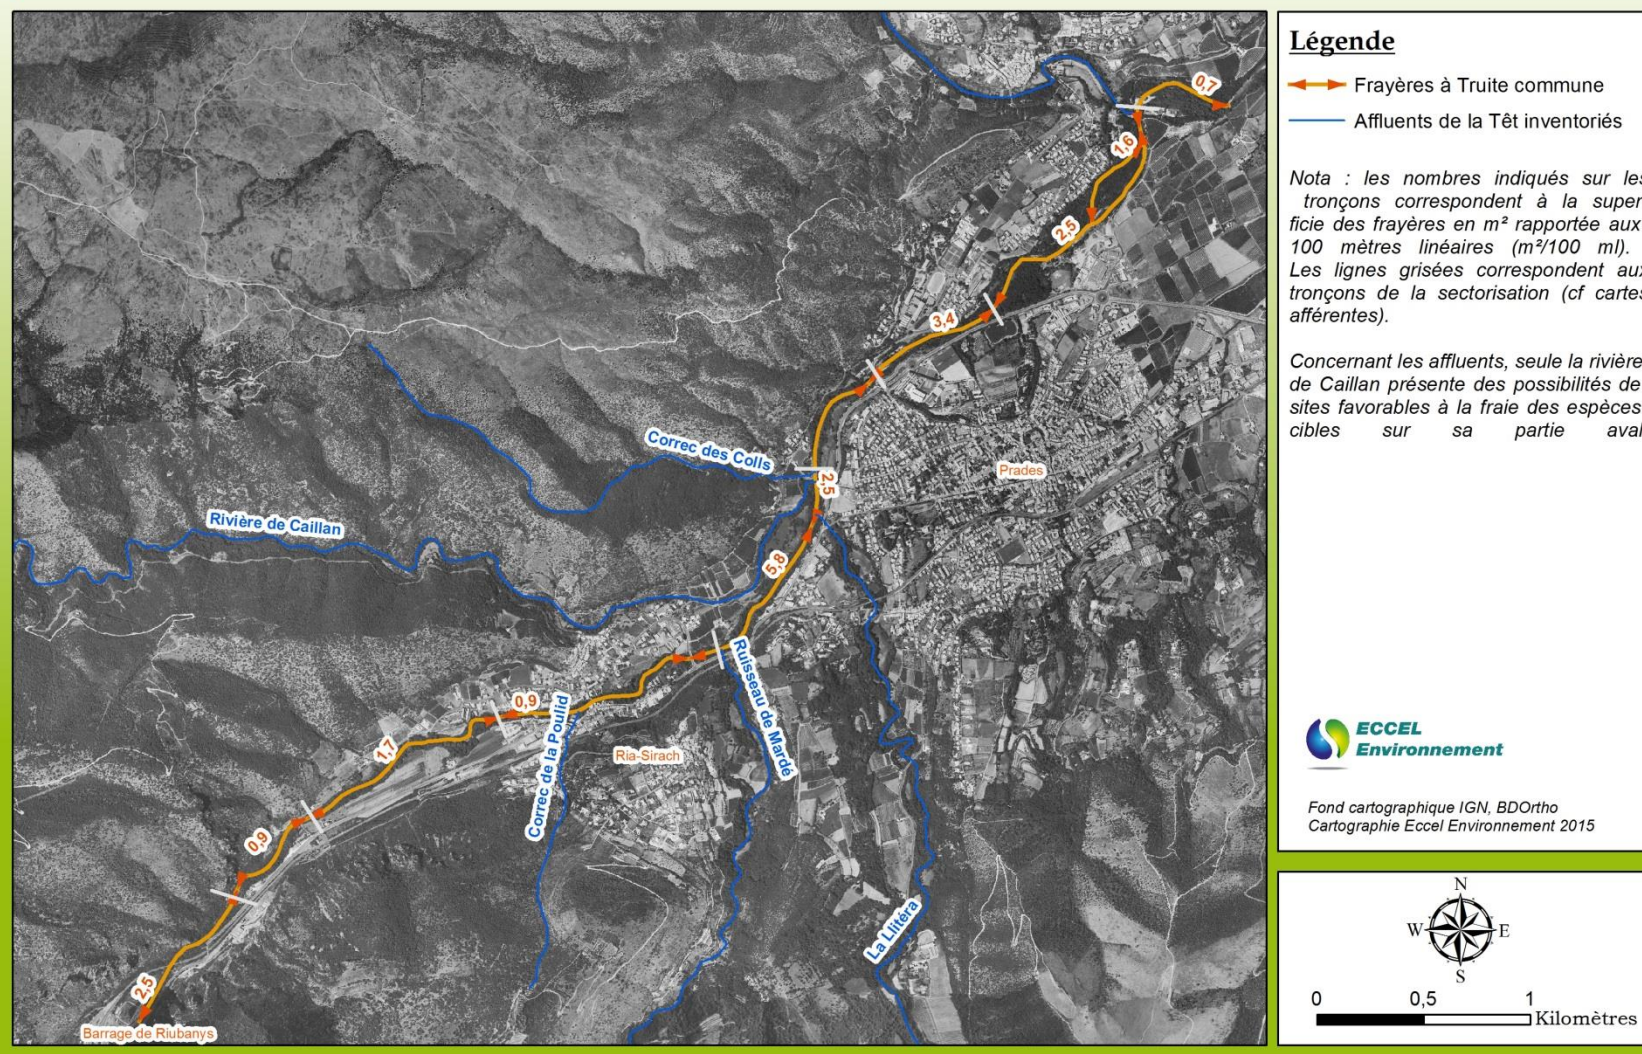 0,7
1,6
2,5
3,4
Correc des Colls
2,5
Prades
Rivière de Caillan
5,8
Ruisseau de Mardé
0,9
Correc de la Poulid
1,7
Ria-Sirach
0,9
La Llitéra
2,5
Barrage de Riubanys
Légende
Frayères à Truite commune
Affluents de la Têt inventoriés
Nota : les nombres indiqués sur les
tronçons correspondent à la super
ficie des frayères en m² rapportée aux
100 mètres linéaires (m²/100 ml).
Les lignes grisées correspondent aux
tronçons de la sectorisation (cf cartes
afférentes).
Concernant les affluents, seule la rivière
de Caillan présente des possibilités de
sites favorables à la fraie des espèces
cibles sur sa partie aval
ECCEL
Environnement
Fond cartographique IGN, BDOrtho
Cartographie Eccel Environnement 2015
N
W E
S
0 0,5 1
Kilomètres